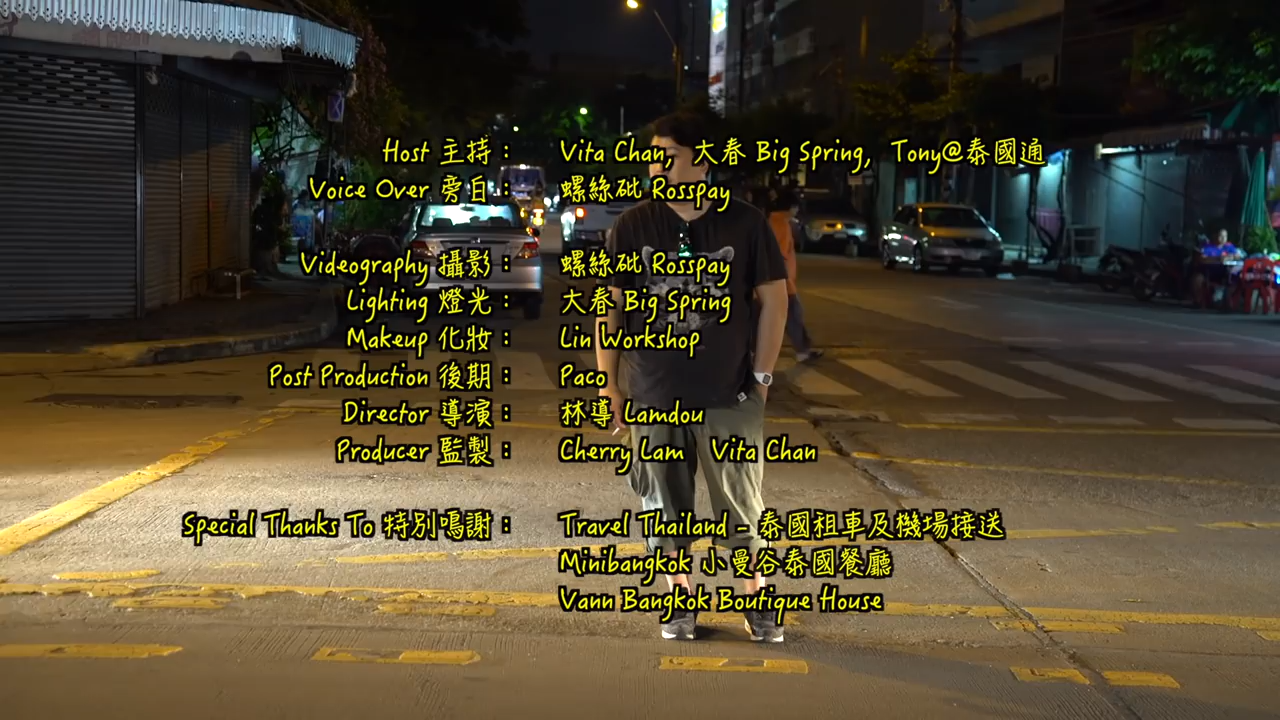 Host 主持： Vita Chan, 大春 Big Spring, Tony@泰國通
Voice Over 旁白： 螺絲砒 Rosspay
Videography 攝影： 螺絲砒 Rosspay
Lighting 燈光： 大春 Big Spring
Makeup 化妝： Lin Workshop
Post Production 後期： Paco
Director 導演： 林導 Lamdou
Producer 監製： Cherry Lam Vita Chan
Special Thanks To 特別鳴謝： Travel Thailand - 泰國租車及機場接送
Minibangkok 小曼谷泰國餐廳
Vann Bangkok Boutique House